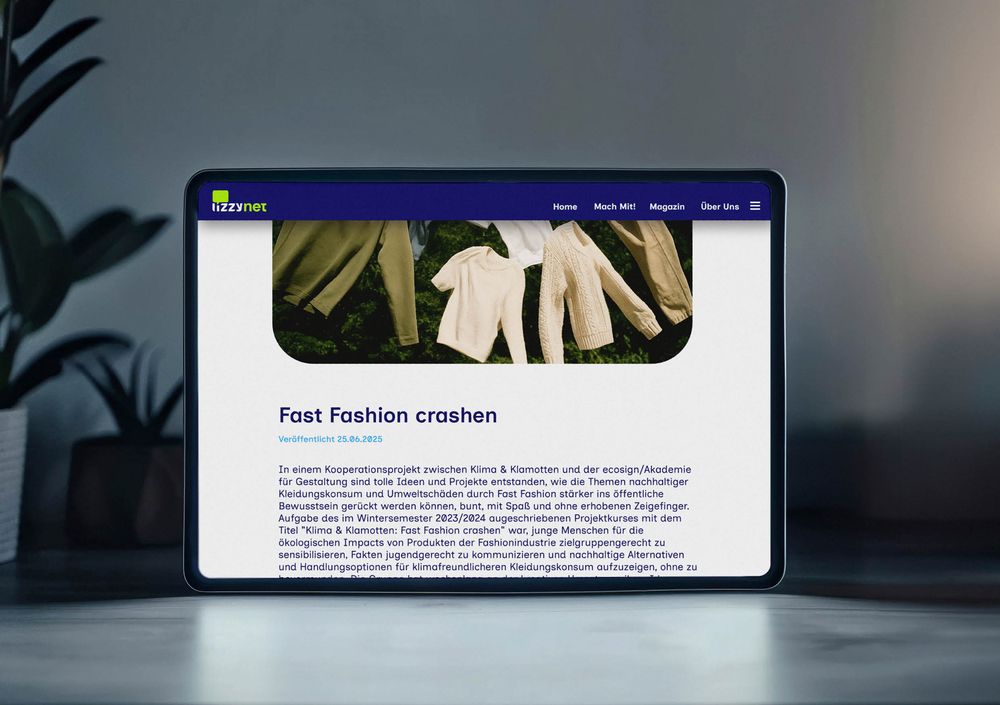 lizzynet
Home Mach Mit! Magazin Über Uns
Fast Fashion crashen
Veröffentlicht 25.06.2025
In einem Kooperationsprojekt zwischen Klima & Klamotten und der ecosign/Akademie
für Gestaltung sind tolle Ideen und Projekte entstanden, wie die Themen nachhaltiger
Kleidungskonsum und Umweltschäden durch Fast Fashion stärker ins öffentliche
Bewusstsein gerückt werden können, bunt, mit Spaß und ohne erhobenen Zeigefinger.
Aufgabe des im Wintersemester 2023/2024 augeschriebenen Projektkurses mit dem
Titel "Klima & Klamotten: Fast Fashion crashen" war, junge Menschen für die
ökologischen Impacts von Produkten der Fashionindustrie zielgruppengerecht zu
sensibilisieren, Fakten jugendgerecht zu kommunizieren und nachhaltige Alternativen
und Handlungsoptionen für klimafreundlicheren Kleidungskonsum aufzuzeigen, ohne zu